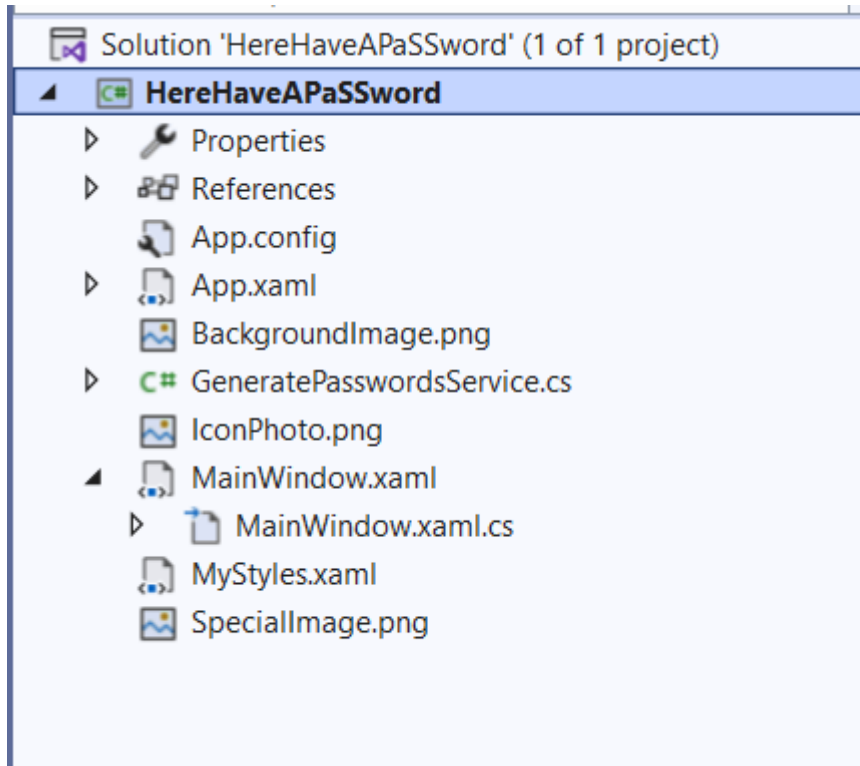 Solution 'HereHaveAPaSSword' (1 of 1 project)
C# HereHaveAPaSSword
Properties
References
App.config
App.xaml
BackgroundImage.png
C# GeneratePasswordsService.cs
IconPhoto.png
MainWindow.xaml
MainWindow.xaml.cs
MyStyles.xaml
SpecialImage.png